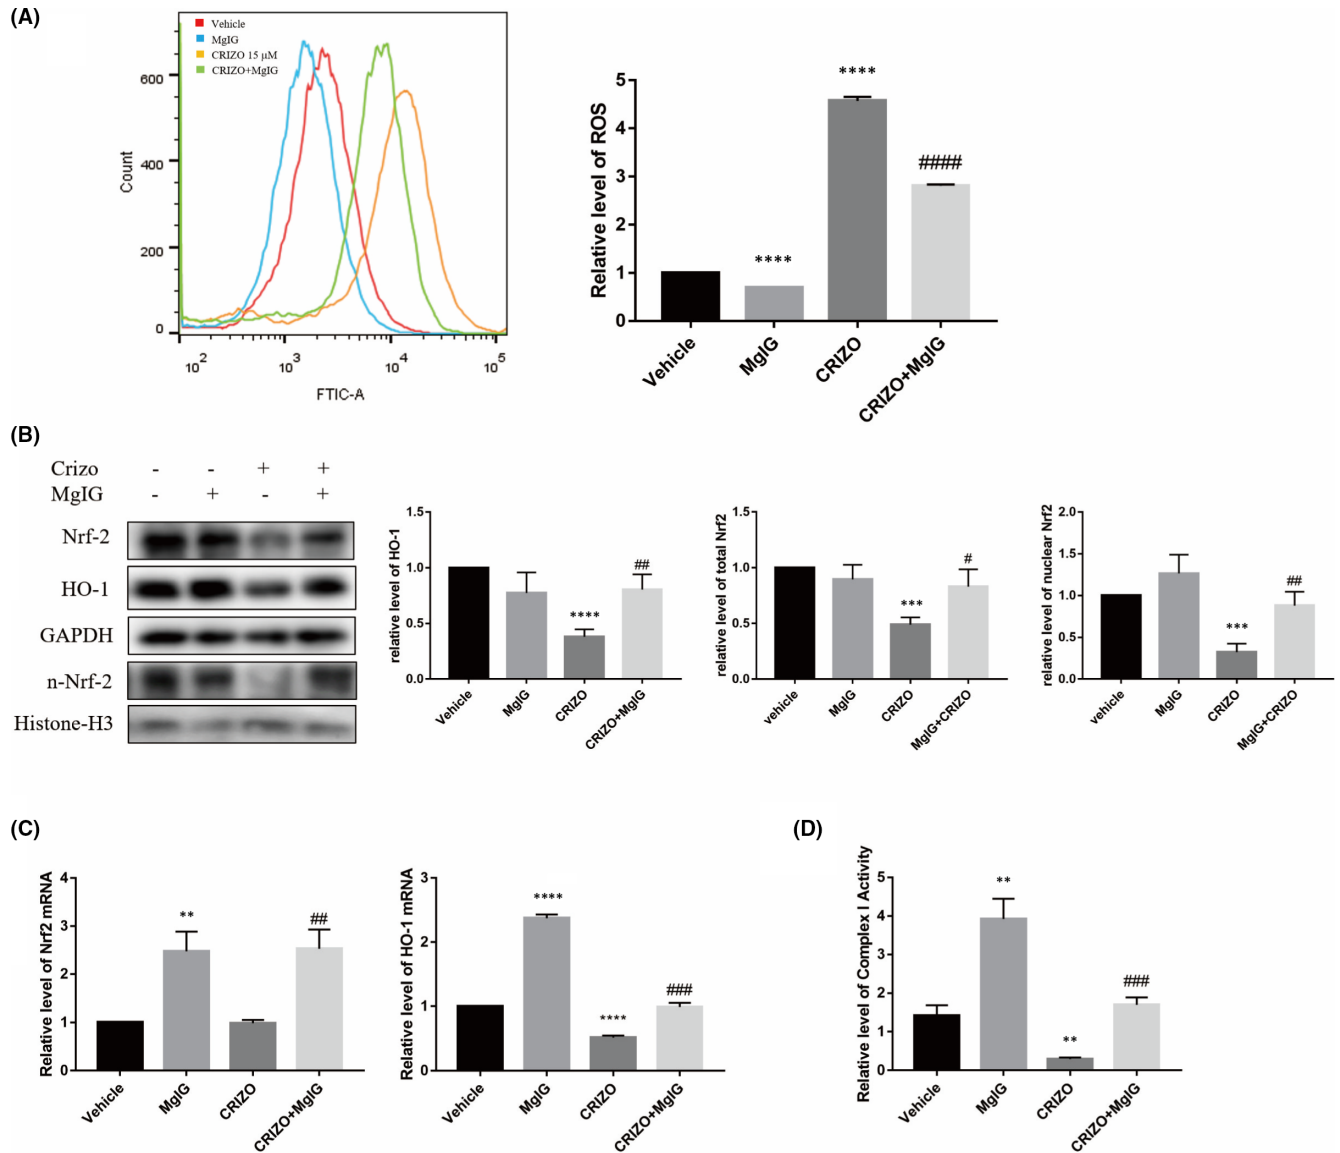 (A)
Vehicle
MgIG
CRIZO 15 μM
CRIZO+MgIG
Count
600
400
200
0
10^2
10^3
10^4
10^5
FTIC-A
Relative level of ROS
5
4
3
2
1
0
****
****
####
Vehicle
MgIG
CRIZO
CRIZO+MgIG
(B)
Crizo - - + +
MgIG - + - +
Nrf-2
HO-1
GAPDH
n-Nrf-2
Histone-H3
relative level of HO-1
1.5
1.0
0.5
0.0
****
##
Vehicle
MgIG
CRIZO
CRIZO+MgIG
relative level of total Nrf2
1.5
1.0
0.5
0.0
***
#
vehicle
MgIG
CRIZO
MgIG+CRIZO
relative level of nuclear Nrf2
2.0
1.5
1.0
0.5
0.0
***
##
vehicle
MgIG
CRIZO
MgIG+CRIZO
(C)
Relative level of Nrf2 mRNA
4
3
2
1
0
**
##
Vehicle
MgIG
CRIZO
CRIZO+MgIG
Relative level of HO-1 mRNA
3
2
1
0
****
****
###
Vehicle
MgIG
CRIZO
CRIZO+MgIG
(D)
Relative level of Complex I Activity
5
4
3
2
1
0
**
**
###
Vehicle
MgIG
CRIZO
CRIZO+MgIG